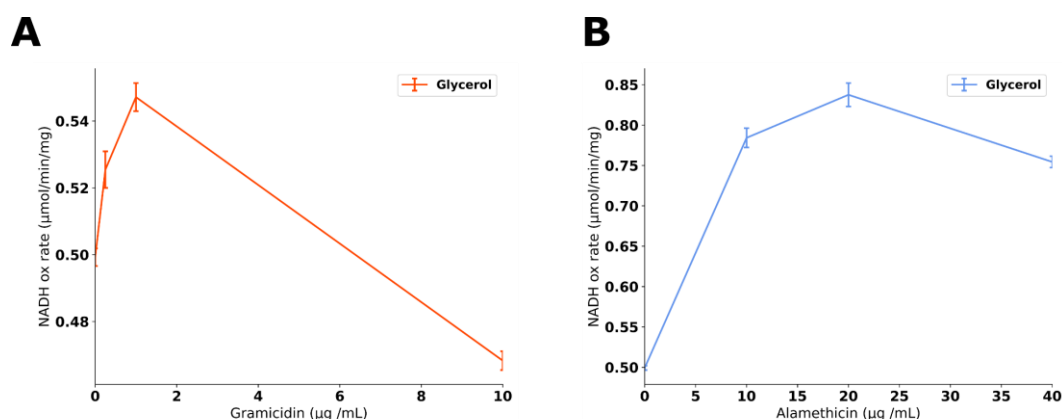 A
Glycerol
NADH ox rate (μmol/min/mg)
0.54
0.52
0.50
0.48
0 2 4 6 8 10
Gramicidin (μg /mL)
B
Glycerol
NADH ox rate (μmol/min/mg)
0.85
0.80
0.75
0.70
0.65
0.60
0.55
0.50
0 5 10 15 20 25 30 35 40
Alamethicin (μg /mL)